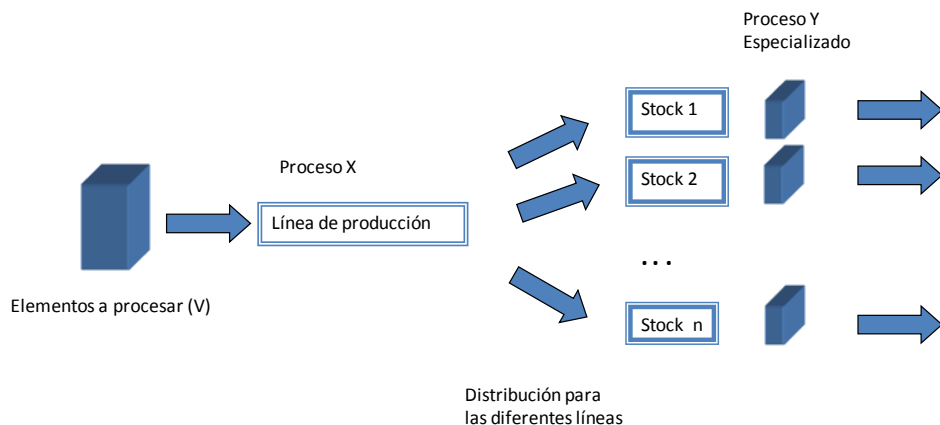 Proceso Y
Especializado
Stock 1
Proceso X
Stock 2
Línea de producción
...
Elementos a procesar (V)
Stock n
Distribución para
las diferentes líneas